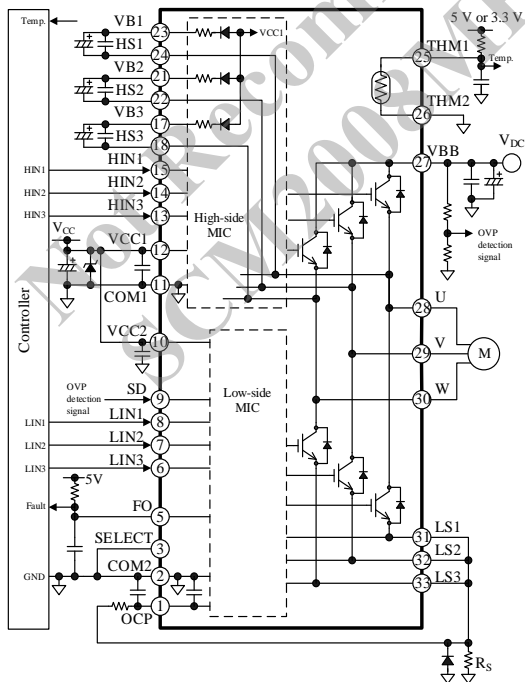 Temp.
VB1
23
HS1
24
VCC1
VB2
21
HS2
22
VB3
17
HS3
18
HIN1
HIN1
15
HIN2
HIN2
14
HIN3
HIN3
13
VCC
VCC1
12
COM1
11
High-side
MIC
5 V or 3.3 V
THM1
25
Temp.
THM2
26
VBB
27
VDC
OVP
detection
signal
U
28
V
29
M
W
30
Controller
VCC2
10
OVP
detection
signal
SD
9
LIN1
LIN1
8
LIN2
LIN2
7
LIN3
LIN3
6
5V
Fault
FO
5
SELECT
3
GND
COM2
2
1
OCP
Low-side
MIC
31
LS1
32
LS2
33
LS3
RS
Not Recom
SCM2008M